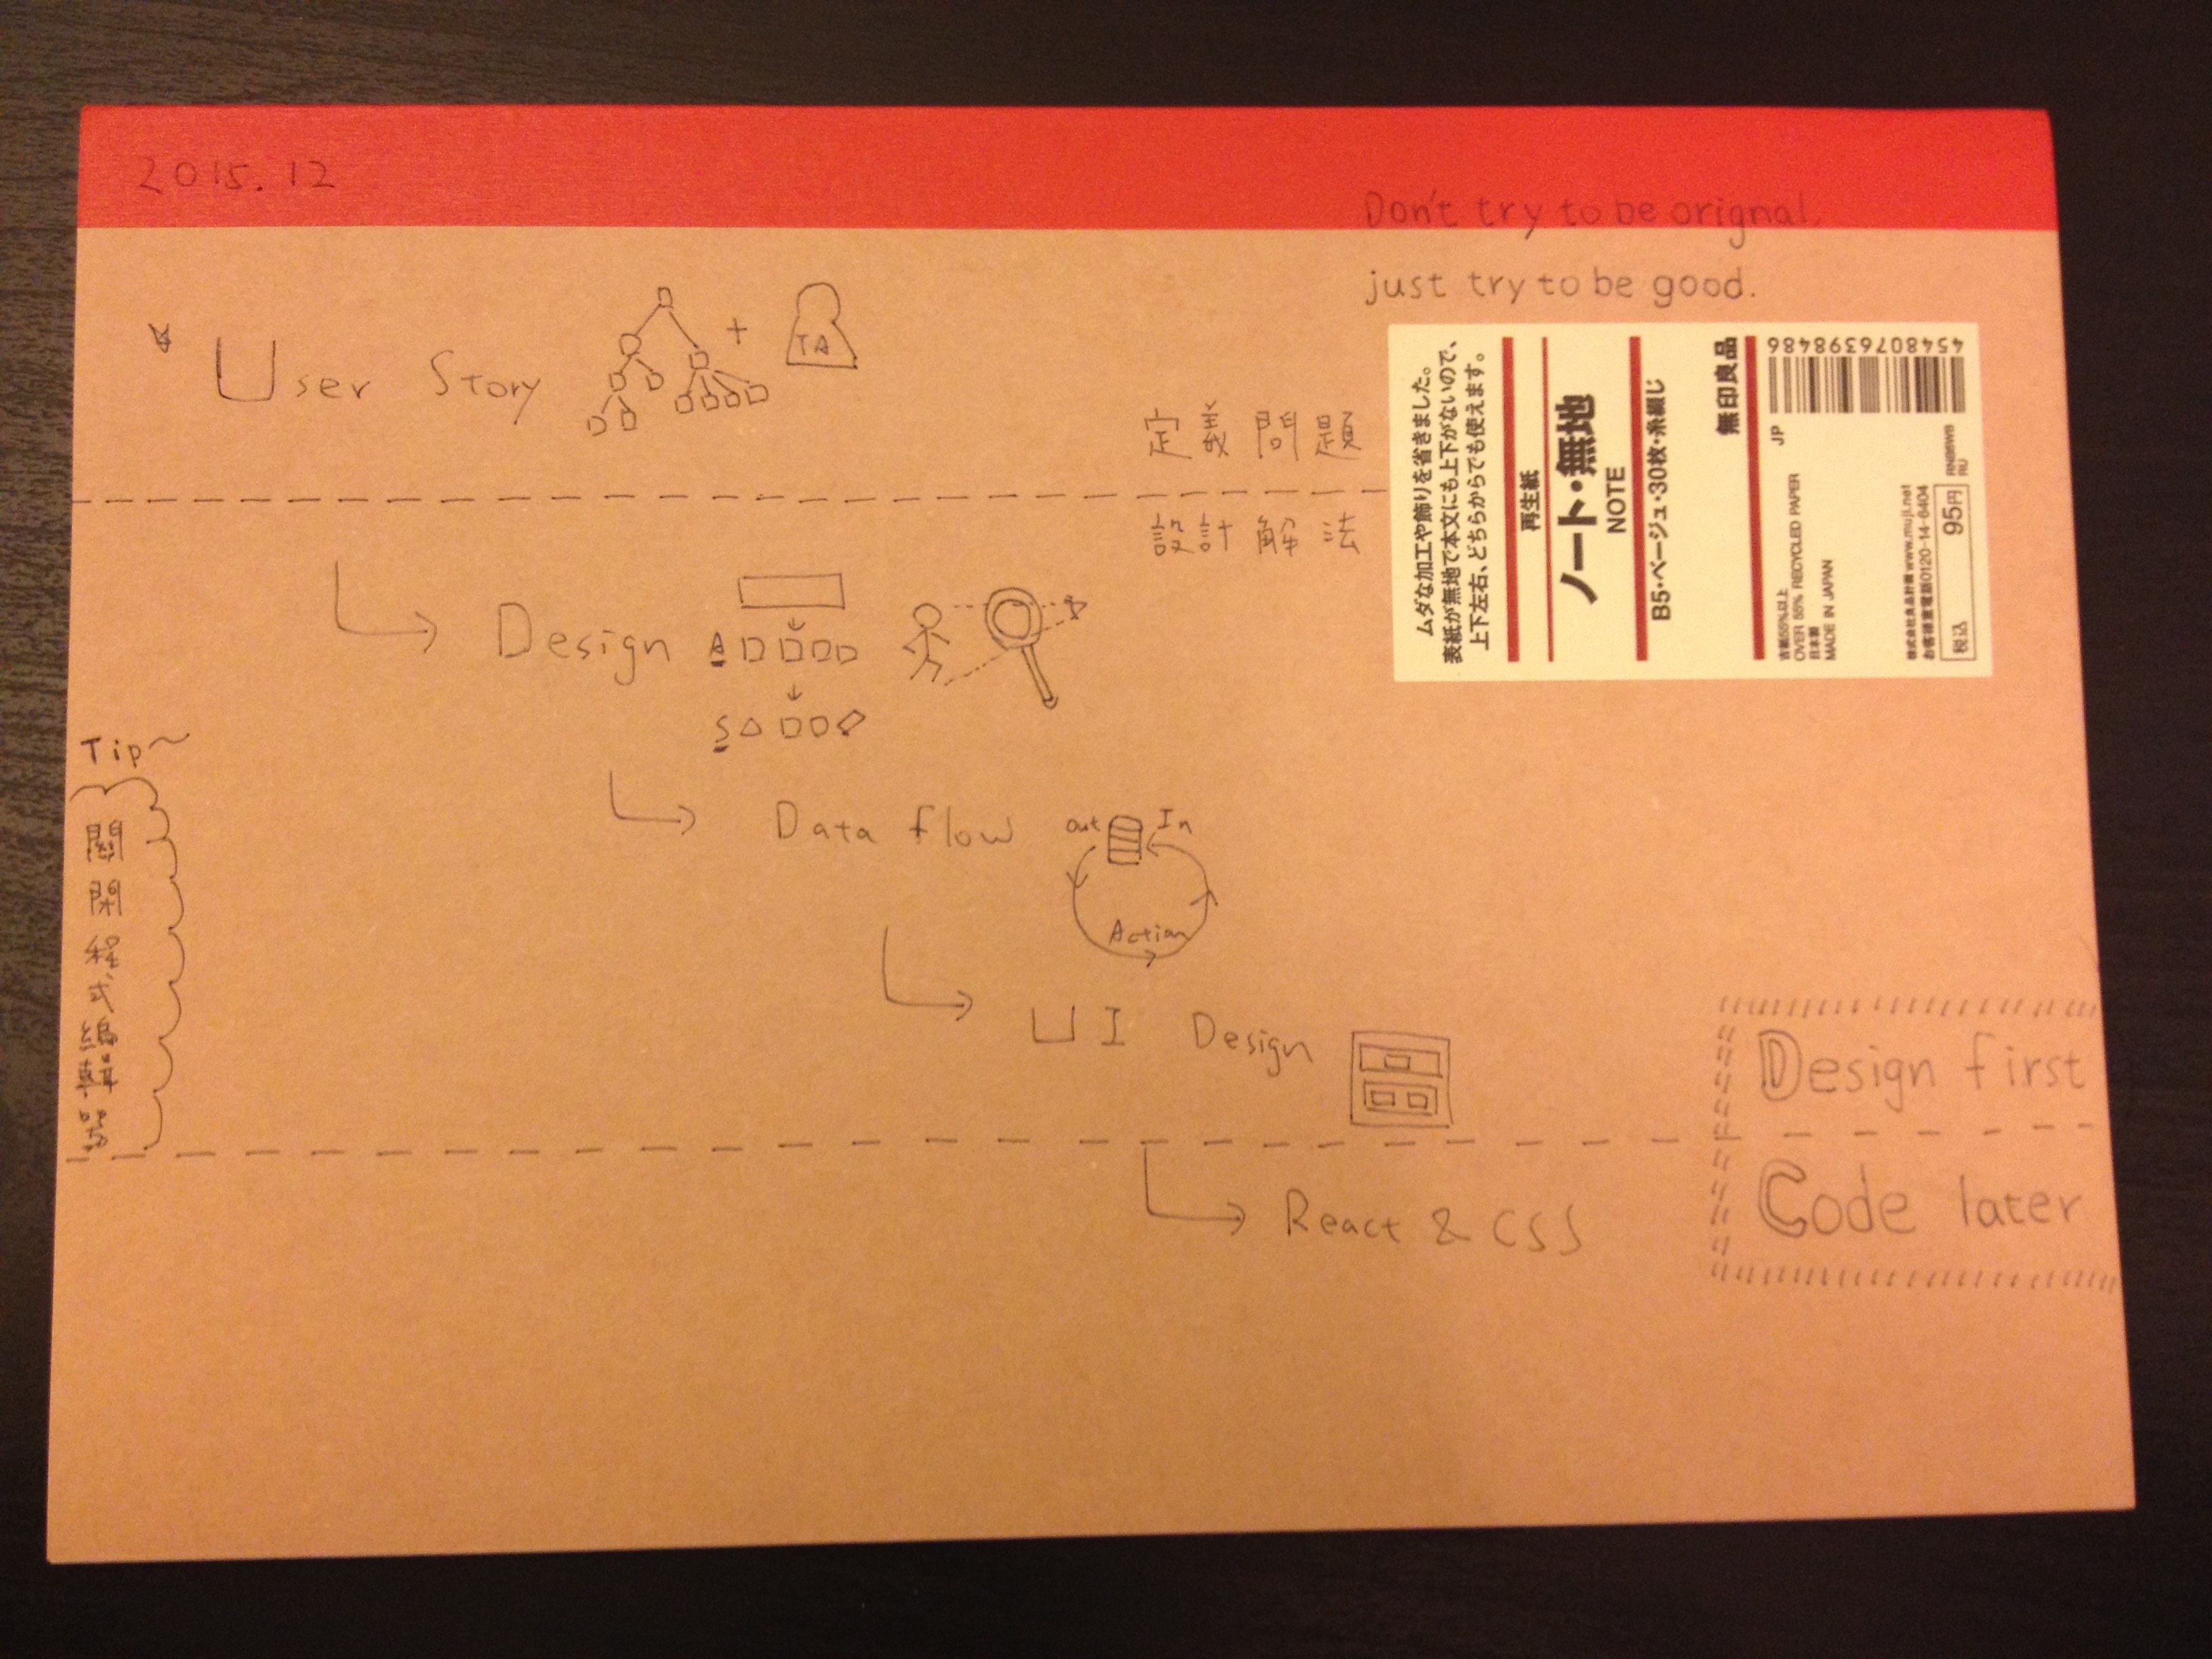 2015.12
Don't try to be orignal.
just try to be good.
User Story
TA
定義問題
設計解法
Design
A
S
Data flow
out
In
Action
UI Design
React & CSS
Tip~
關閉程式編輯器
Design first
Code later
ムダな加工や飾りを省きました。
表紙が無地で本文にも上下がないので、
上下左右、どちらからでも使えます。
再生紙
ノート・無地
NOTE
B5・ベージュ・30枚・糸綴じ
無印良品
4548076398486
JP
古紙55%以上
OVER 55% RECYCLED PAPER
日本製
MADE IN JAPAN
株式会社良品計画 www.muji.net
お客様室電話0120-14-6404
税込 95円